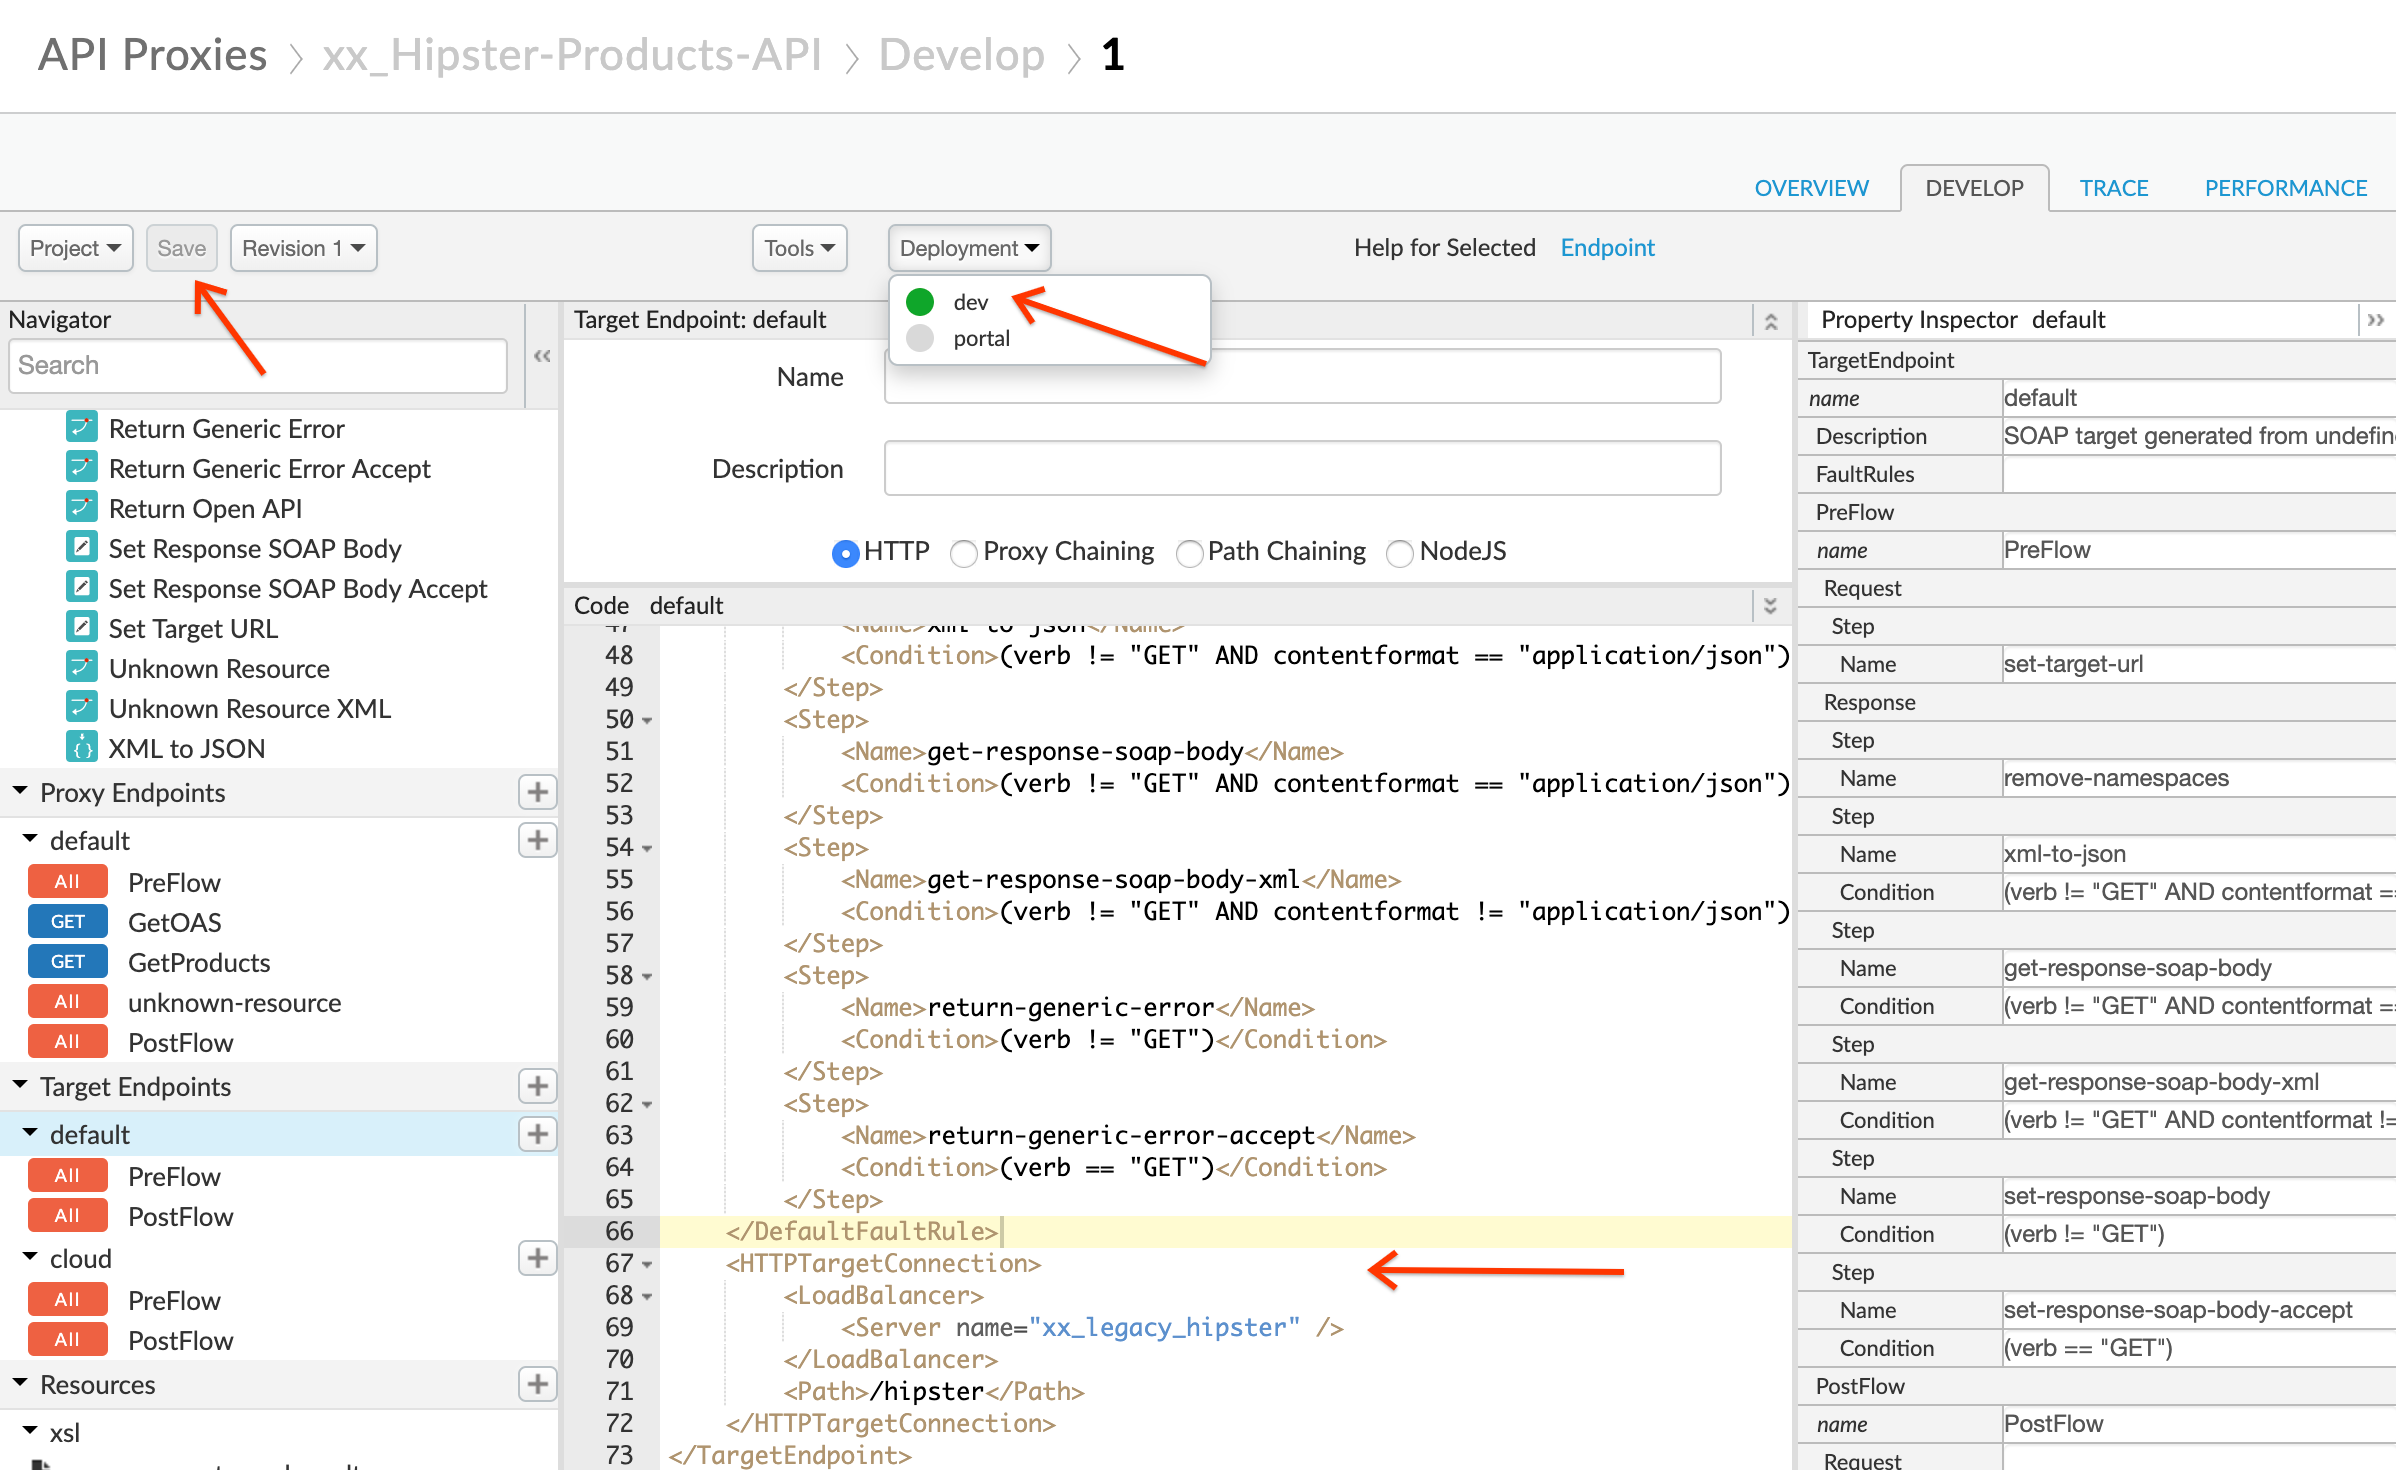 API Proxies > xx_Hipster-Products-API > Develop > 1
OVERVIEW DEVELOP TRACE PERFORMANCE
Project Save Revision 1 Tools Deployment Help for Selected Endpoint
dev
portal
Navigator
Search
Return Generic Error
Return Generic Error Accept
Return Open API
Set Response SOAP Body
Set Response SOAP Body Accept
Set Target URL
Unknown Resource
Unknown Resource XML
XML to JSON
Proxy Endpoints
default
All PreFlow
GET GetOAS
GET GetProducts
All unknown-resource
All PostFlow
Target Endpoints
default
All PreFlow
All PostFlow
cloud
All PreFlow
All PostFlow
Resources
xsl
Target Endpoint: default
Name
Description
HTTP Proxy Chaining Path Chaining NodeJS
Code default
47 <Name>xml-to-json</Name>
48 <Condition>(verb != "GET" AND contentformat == "application/json")
49 </Step>
50 <Step>
51 <Name>get-response-soap-body</Name>
52 <Condition>(verb != "GET" AND contentformat == "application/json")
53 </Step>
54 <Step>
55 <Name>get-response-soap-body-xml</Name>
56 <Condition>(verb != "GET" AND contentformat != "application/json")
57 </Step>
58 <Step>
59 <Name>return-generic-error</Name>
60 <Condition>(verb != "GET")</Condition>
61 </Step>
62 <Step>
63 <Name>return-generic-error-accept</Name>
64 <Condition>(verb == "GET")</Condition>
65 </Step>
66 </DefaultFaultRule>
67 <HTTPTargetConnection>
68 <LoadBalancer>
69 <Server name="xx_legacy_hipster" />
70 </LoadBalancer>
71 <Path>/hipster</Path>
72 </HTTPTargetConnection>
73 </TargetEndpoint>
Property Inspector default
TargetEndpoint
name default
Description SOAP target generated from undefin
FaultRules
PreFlow
name PreFlow
Request
Step
Name set-target-url
Response
Step
Name remove-namespaces
Step
Name xml-to-json
Condition (verb != "GET" AND contentformat ==
Step
Name get-response-soap-body
Condition (verb != "GET" AND contentformat ==
Step
Name get-response-soap-body-xml
Condition (verb != "GET" AND contentformat !=
Step
Name set-response-soap-body
Condition (verb != "GET")
Step
Name set-response-soap-body-accept
Condition (verb == "GET")
PostFlow
name PostFlow
Request